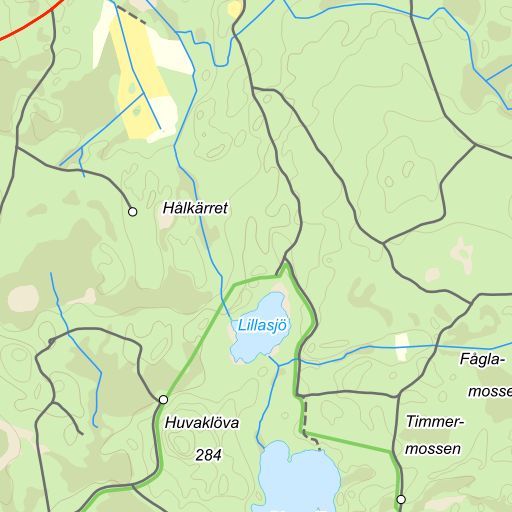 Hålkärret
Lillasjö
Fågla-
mosse
Huvaklöva
284
Timmer-
mossen